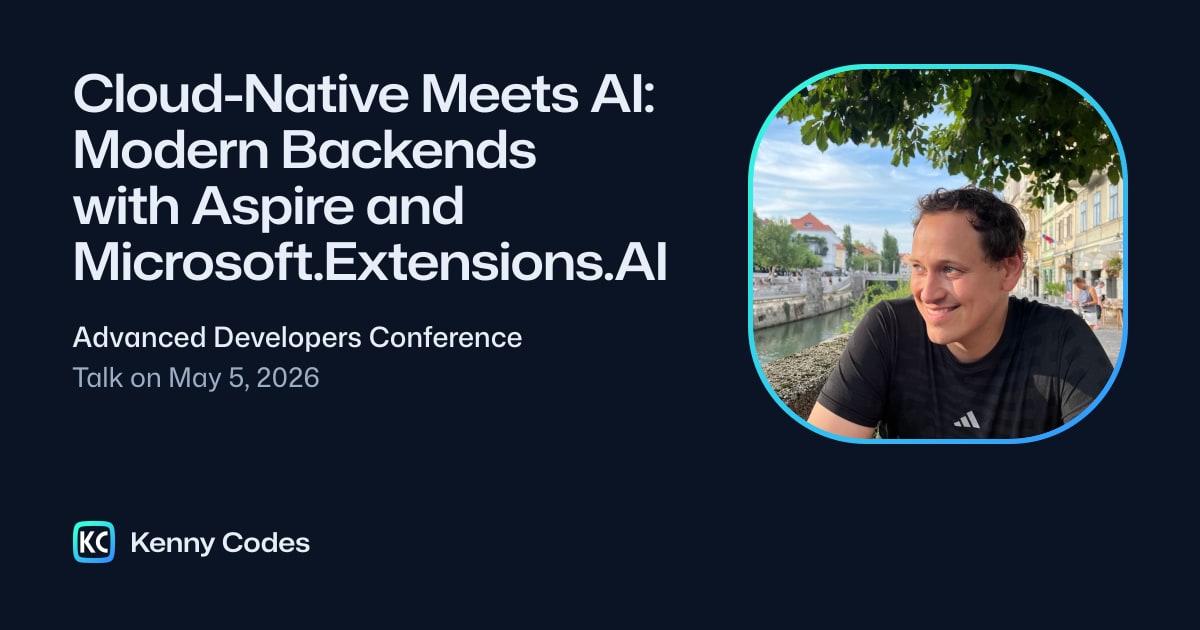 Cloud-Native Meets AI:
Modern Backends
with Aspire and
Microsoft.Extensions.AI
Advanced Developers Conference
Talk on May 5, 2026
KC Kenny Codes